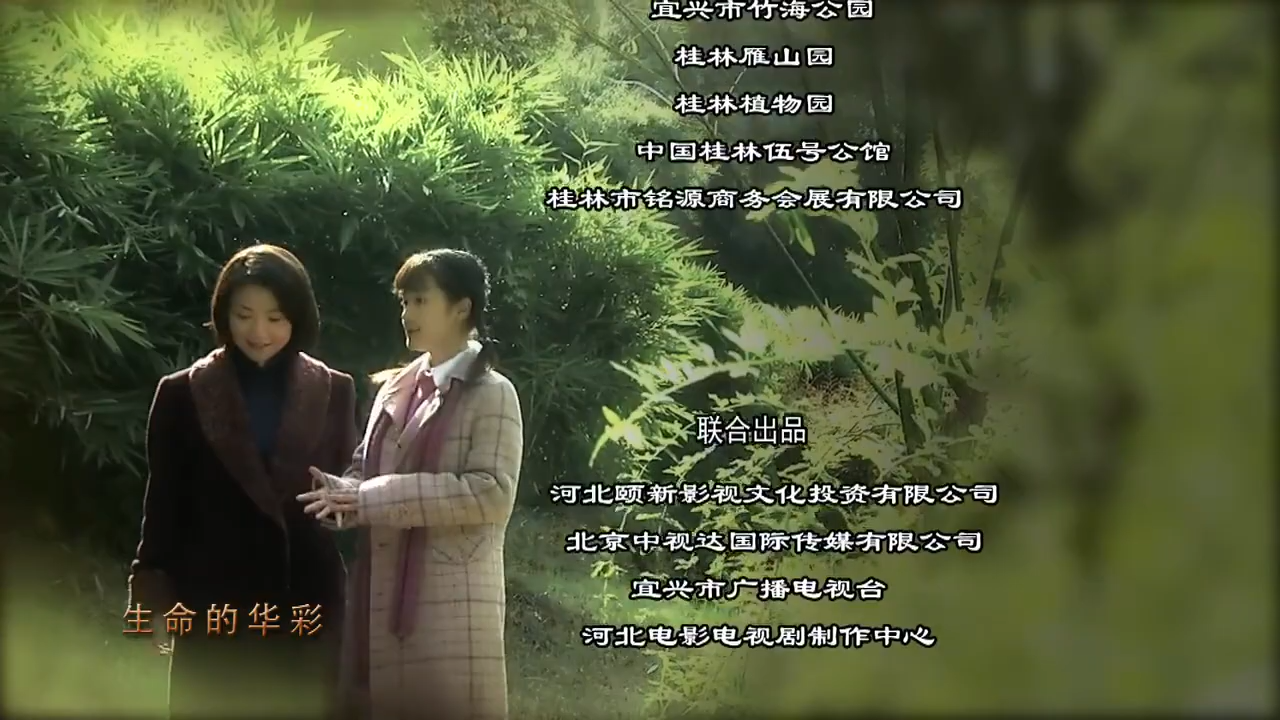 宜兴市竹海公园
桂林雁山园
桂林植物园
中国桂林伍号公馆
桂林市铭源商务会展有限公司
联合出品
河北颐新影视文化投资有限公司
北京中视达国际传媒有限公司
宜兴市广播电视台
河北电影电视剧制作中心
生命的华彩